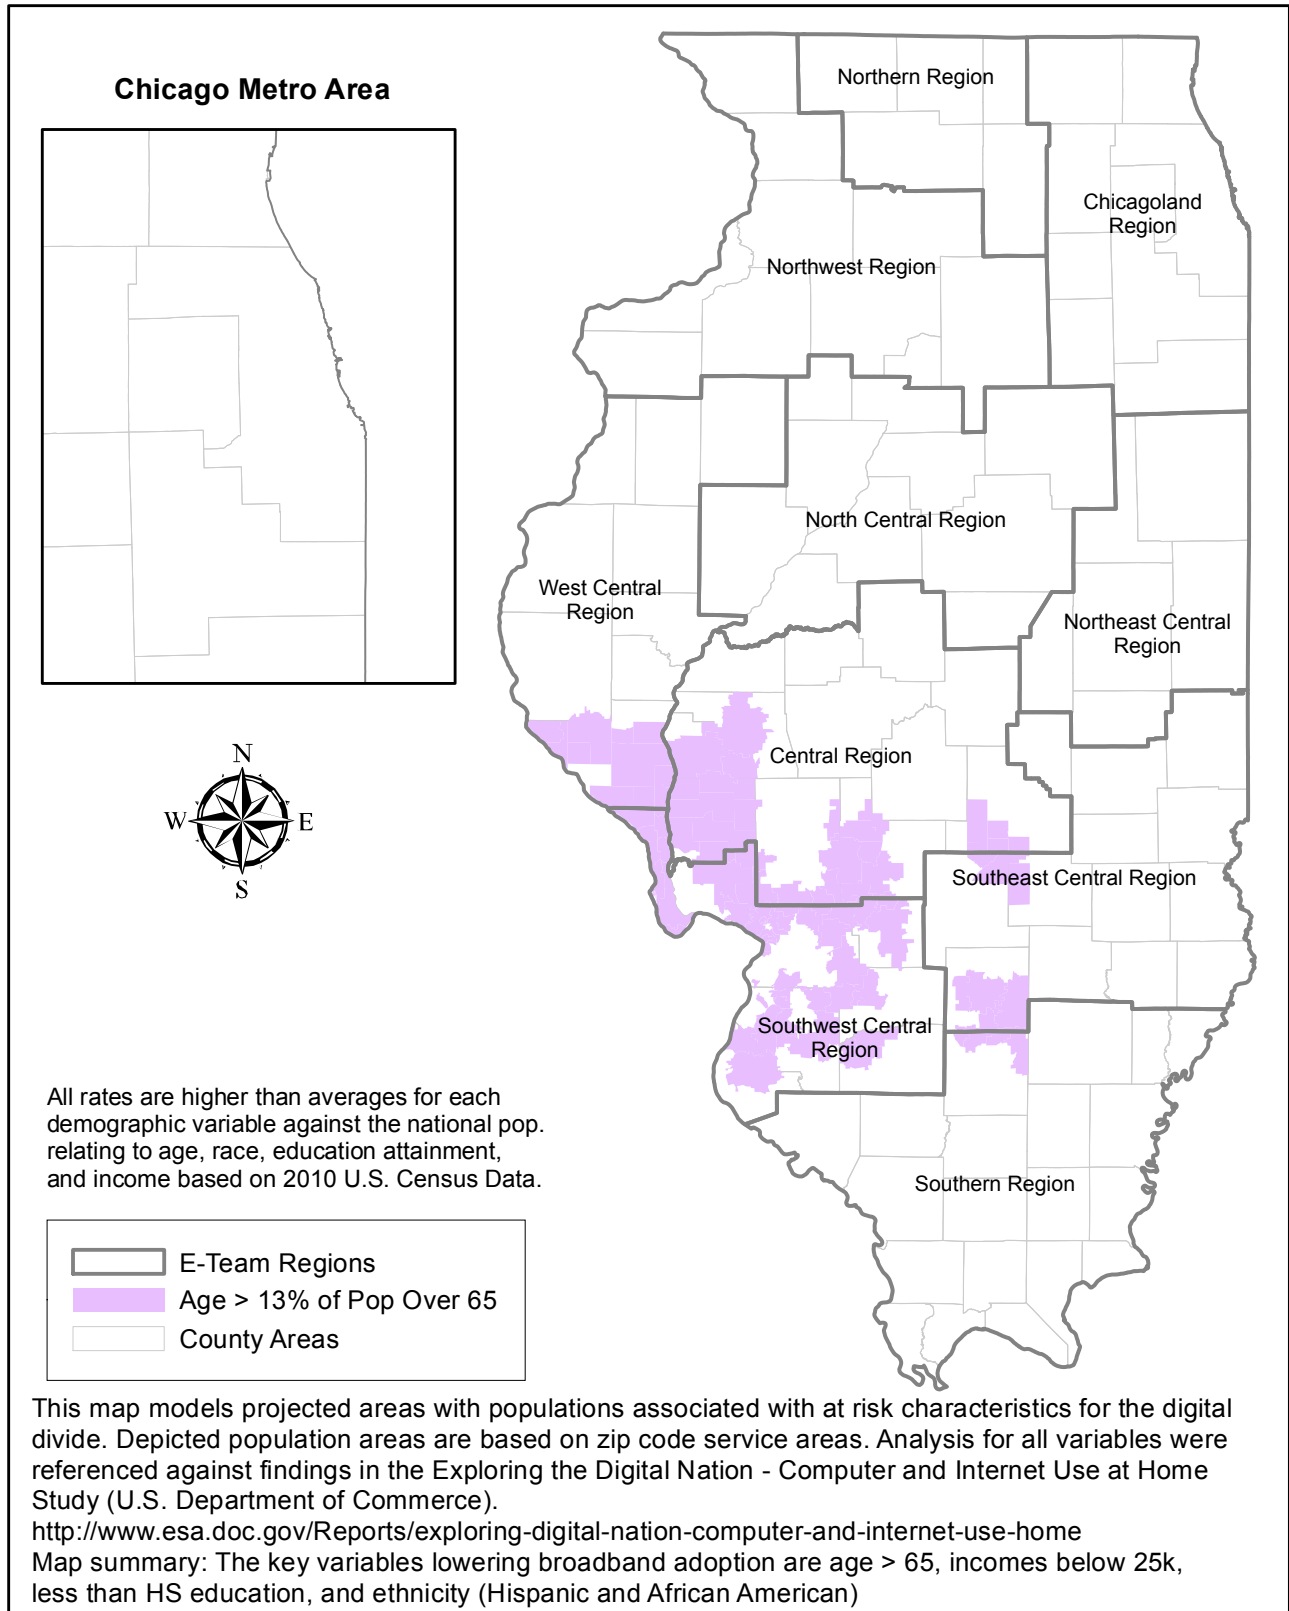 Chicago Metro Area
Northern Region
Chicagoland
Region
Northwest Region
North Central Region
West Central
Region
Northeast Central
Region
Central Region
N
W
E
S
Southeast Central Region
Southwest Central
Region
Southern Region
All rates are higher than averages for each
demographic variable against the national pop.
relating to age, race, education attainment,
and income based on 2010 U.S. Census Data.
E-Team Regions
Age > 13% of Pop Over 65
County Areas
This map models projected areas with populations associated with at risk characteristics for the digital
divide. Depicted population areas are based on zip code service areas. Analysis for all variables were
referenced against findings in the Exploring the Digital Nation - Computer and Internet Use at Home
Study (U.S. Department of Commerce).
http://www.esa.doc.gov/Reports/exploring-digital-nation-computer-and-internet-use-home
Map summary: The key variables lowering broadband adoption are age > 65, incomes below 25k,
less than HS education, and ethnicity (Hispanic and African American)